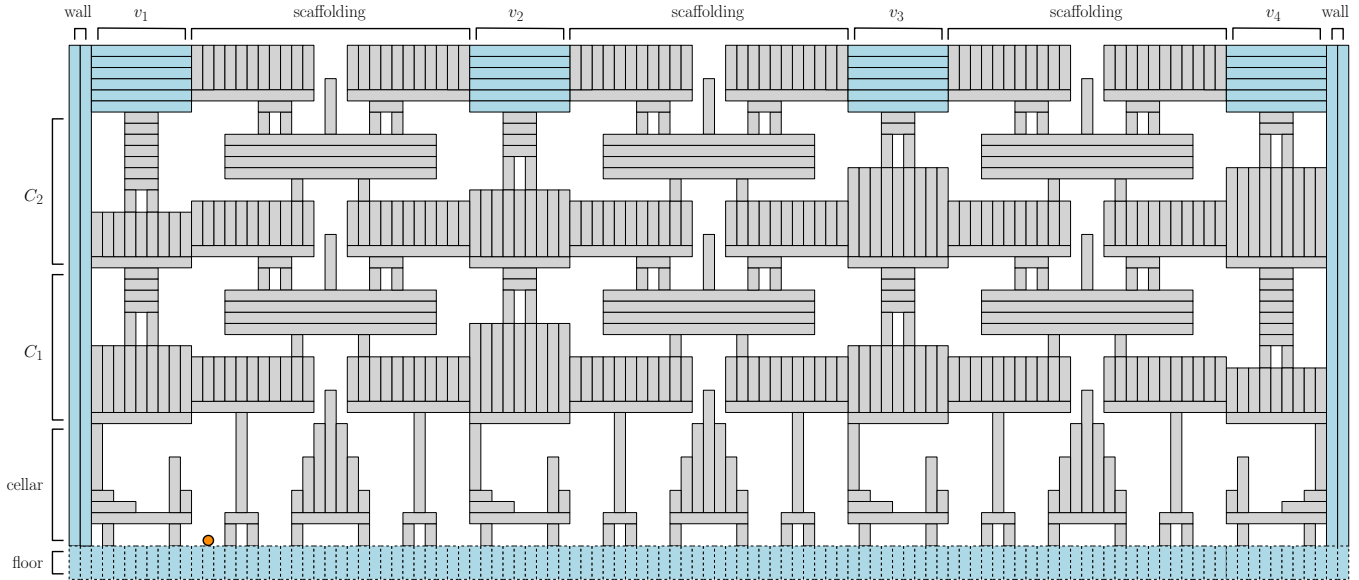 wall v₁ scaffolding v₂ scaffolding v₃ scaffolding v₄ wall
C₂
C₁
cellar
floor